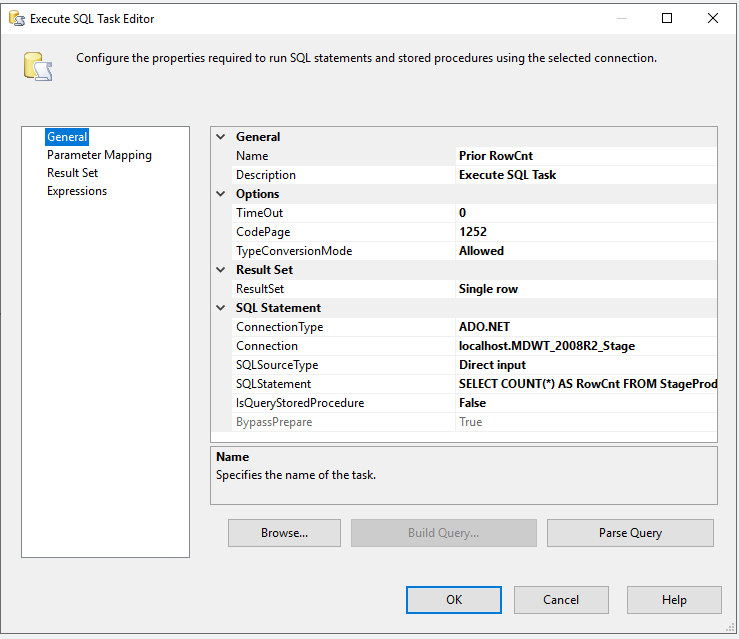 Execute SQL Task Editor
Configure the properties required to run SQL statements and stored procedures using the selected connection.
General
Parameter Mapping
Result Set
Expressions
General
Name Prior RowCnt
Description Execute SQL Task
Options
TimeOut 0
CodePage 1252
TypeConversionMode Allowed
Result Set
ResultSet Single row
SQL Statement
ConnectionType ADO.NET
Connection localhost.MDWT_2008R2_Stage
SQLSourceType Direct input
SQLStatement SELECT COUNT(*) AS RowCnt FROM StageProd
IsQueryStoredProcedure False
BypassPrepare True
Name
Specifies the name of the task.
Browse... Build Query... Parse Query
OK Cancel Help